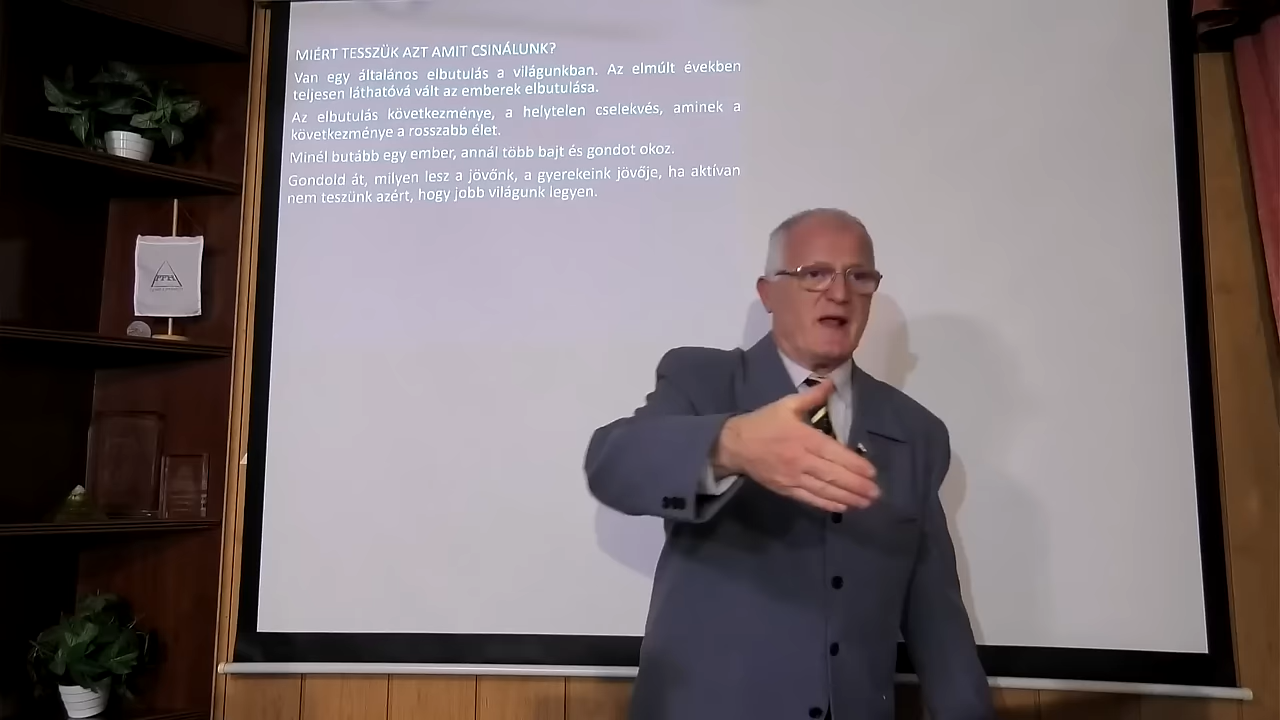 MIÉRT TESSZÜK AZT AMIT CSINÁLUNK?
Van egy általános elbutulás a világunkban. Az elmúlt években
teljesen láthatóvá vált az emberek elbutulása.
Az elbutulás következménye, a helytelen cselekvés, aminek a
következménye a rosszabb élet.
Minél butább egy ember, annál több bajt és gondot okoz.
Gondold át, milyen lesz a jövőnk, a gyerekeink jövője, ha aktívan
nem teszünk azért, hogy jobb világunk legyen.